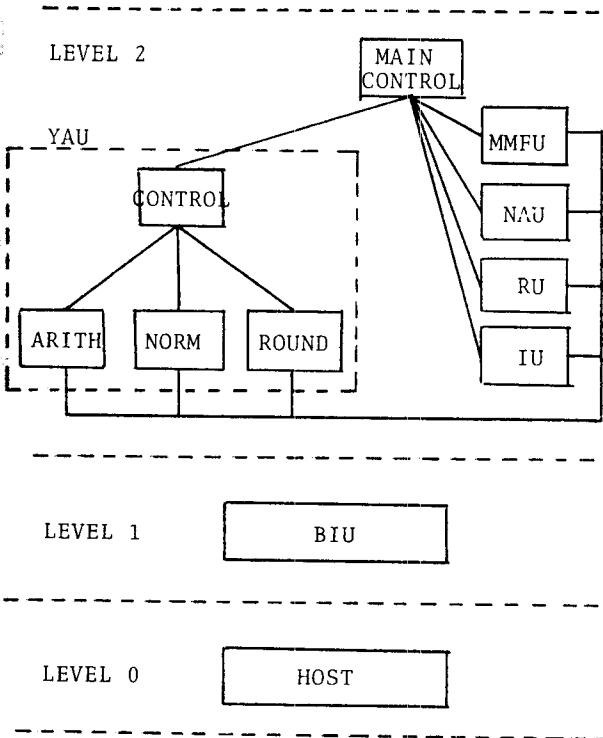 LEVEL 2
MAIN
CONTROL
YAU
MMFU
CONTROL
NAU
RU
ARITH
NORM
ROUND
IU
LEVEL 1
BIU
LEVEL 0
HOST